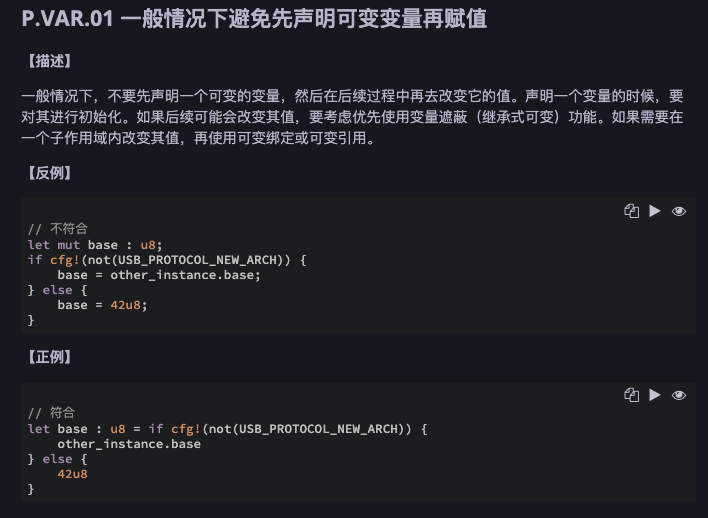 P.VAR.01 一般情况下避免先声明可变变量再赋值
【描述】
一般情况下，不要先声明一个可变的变量，然后在后续过程中再去改变它的值。声明一个变量的时候，要
对其进行初始化。如果后续可能会改变其值，要考虑优先使用变量遮蔽（继承式可变）功能。如果需要在
一个子作用域内改变其值，再使用可变绑定或可变引用。
【反例】
// 不符合
let mut base : u8;
if cfg!(not(USB_PROTOCOL_NEW_ARCH)) {
    base = other_instance.base;
} else {
    base = 42u8;
}
【正例】
// 符合
let base : u8 = if cfg!(not(USB_PROTOCOL_NEW_ARCH)) {
    other_instance.base
} else {
    42u8
}